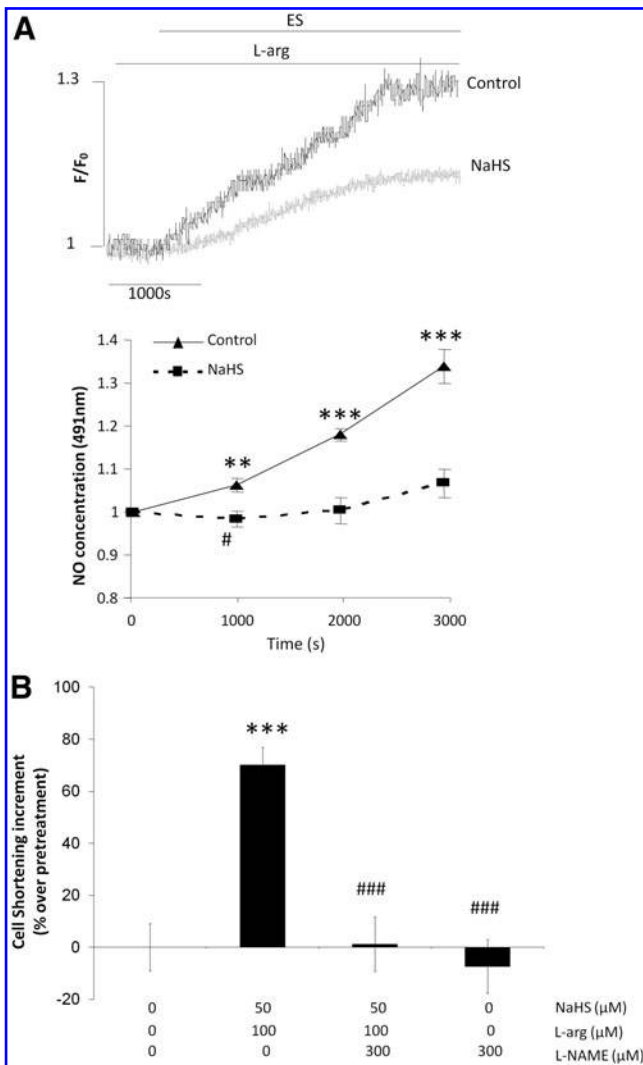 A
ES
L-arg
1.3
Control
F/F₀
NaHS
1
1000s
Control
NaHS
NO concentration (491nm)
1.4
1.3
1.2
1.1
1
0.9
0.8
**
***
***
#
0
1000
2000
3000
Time (s)
B
Cell Shortening increment
(% over pretreatment)
100
80
60
40
20
0
-20
***
###
###
0 50 50 0 NaHS (µM)
0 100 100 0 L-arg (µM)
0 0 300 300 L-NAME (µM)